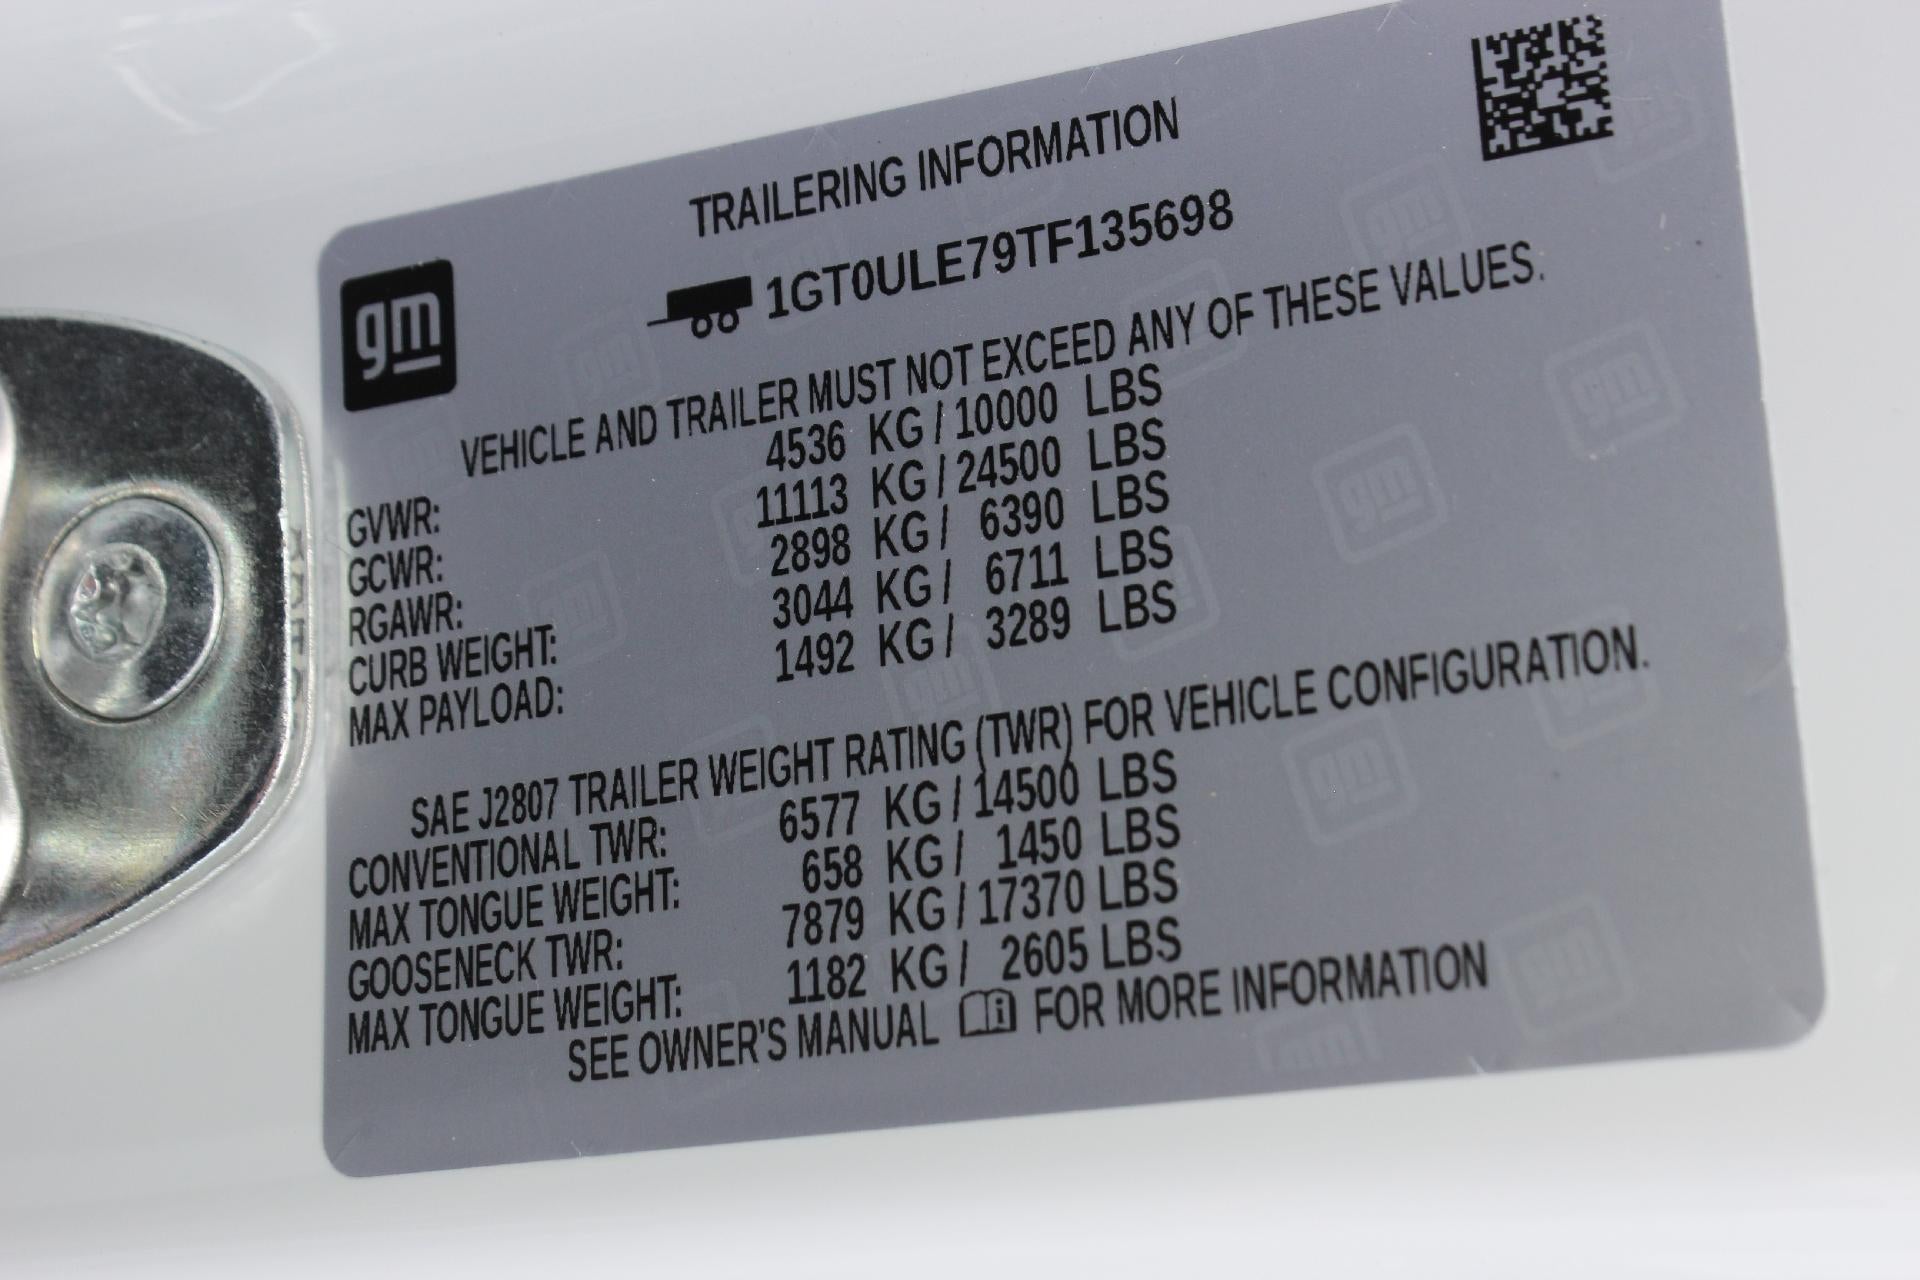 TRAILERING INFORMATION
gm
1GT0ULE79TF135698
VEHICLE AND TRAILER MUST NOT EXCEED ANY OF THESE VALUES.
GVWR: 4536 KG / 10000 LBS
GCWR: 11113 KG / 24500 LBS
RGAWR: 2898 KG / 6390 LBS
CURB WEIGHT: 3044 KG / 6711 LBS
MAX PAYLOAD: 1492 KG / 3289 LBS
SAE J2807 TRAILER WEIGHT RATING (TWR) FOR VEHICLE CONFIGURATION.
CONVENTIONAL TWR: 6577 KG / 14500 LBS
MAX TONGUE WEIGHT: 658 KG / 1450 LBS
GOOSENECK TWR: 7879 KG / 17370 LBS
MAX TONGUE WEIGHT: 1182 KG / 2605 LBS
SEE OWNER'S MANUAL FOR MORE INFORMATION